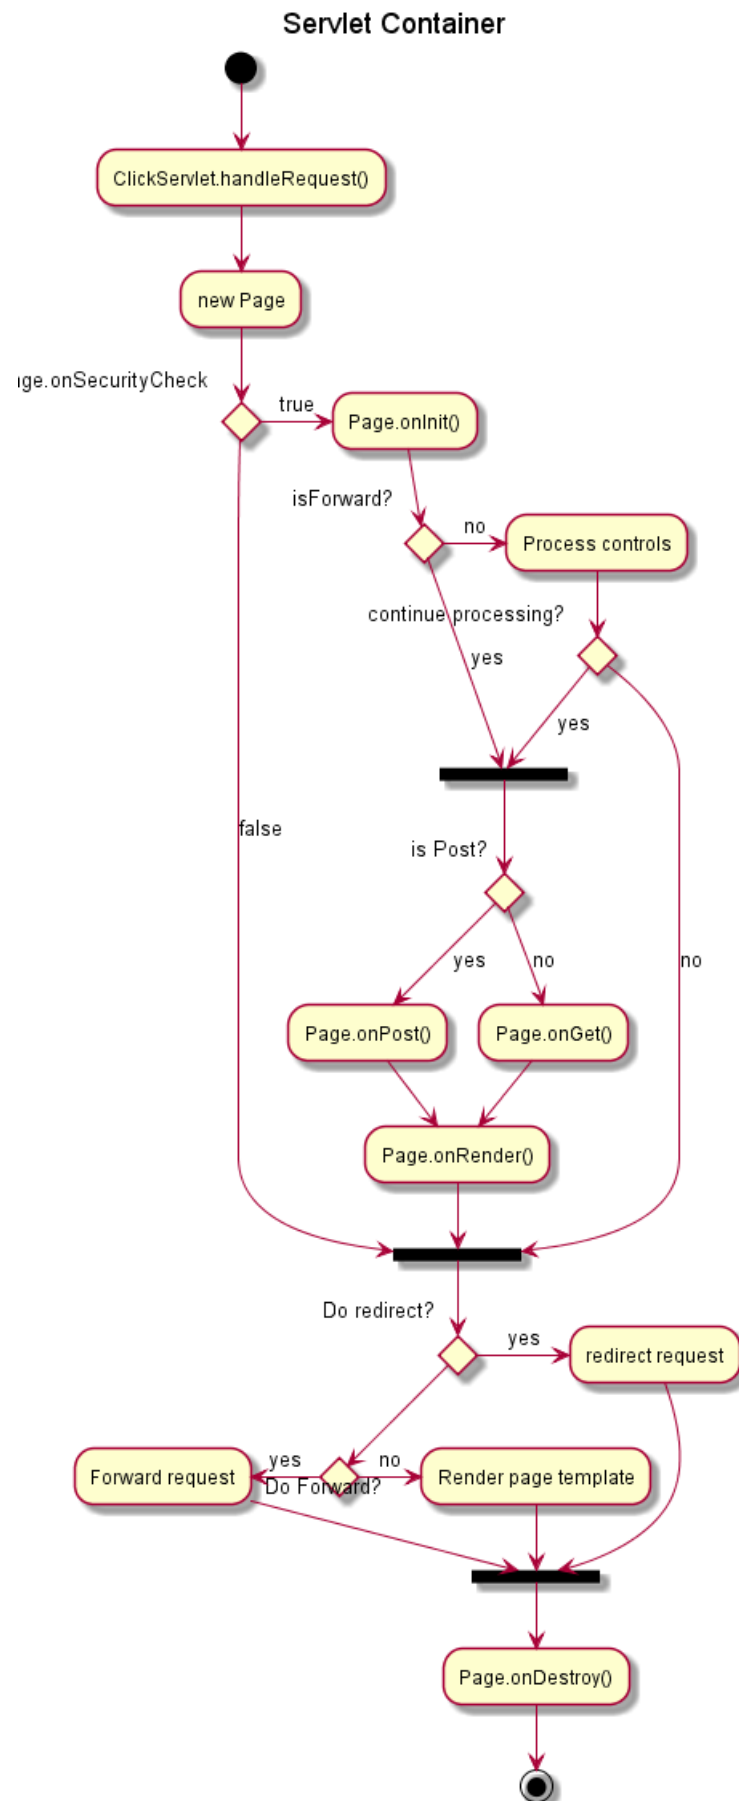 Servlet Container
ClickServlet.handleRequest()
new Page
ge.onSecurityCheck
true
Page.onInit()
isForward?
no
Process controls
continue processing?
yes
yes
is Post?
false
yes
no
no
Page.onPost()
Page.onGet()
Page.onRender()
Do redirect?
yes
redirect request
Forward request
yes
Do Forward?
no
Render page template
Page.onDestroy()